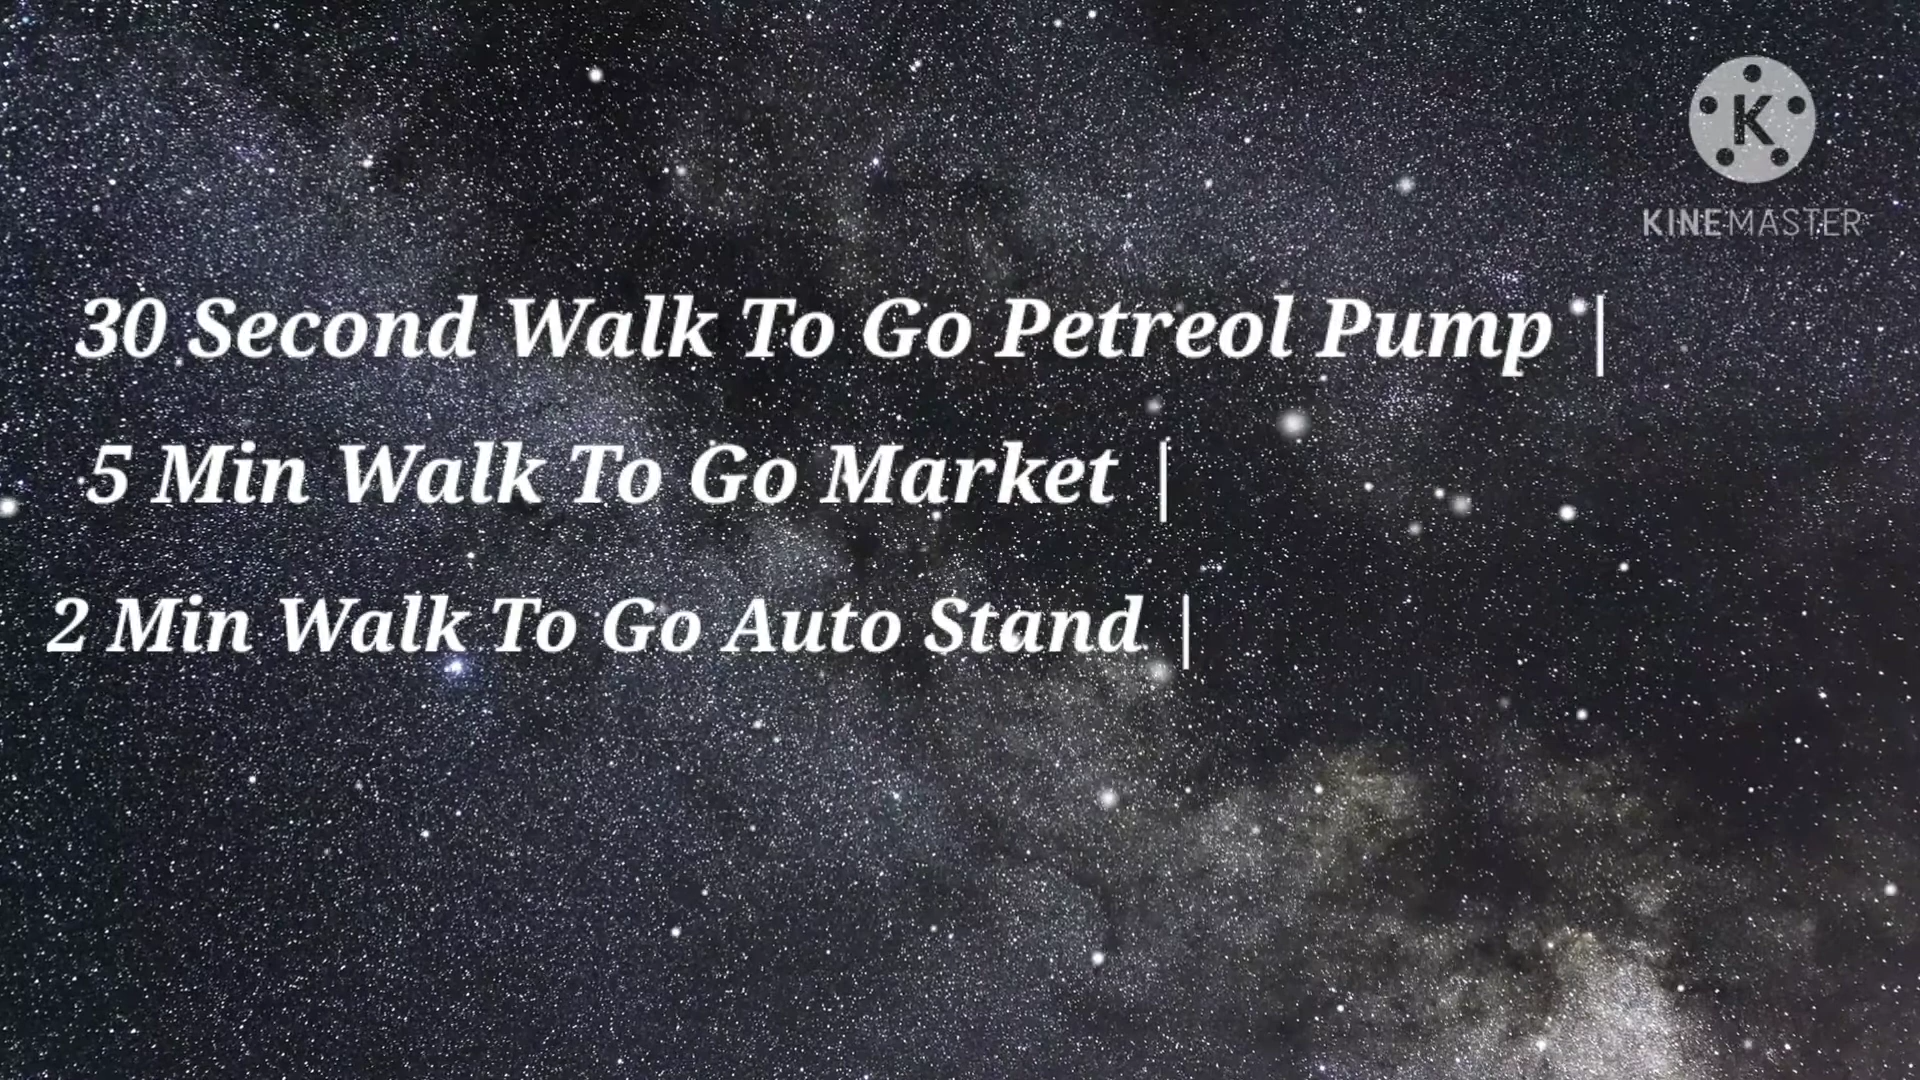 K
KINEMASTER
30 Second Walk To Go Petreol Pump |
5 Min Walk To Go Market |
2 Min Walk To Go Auto Stand |